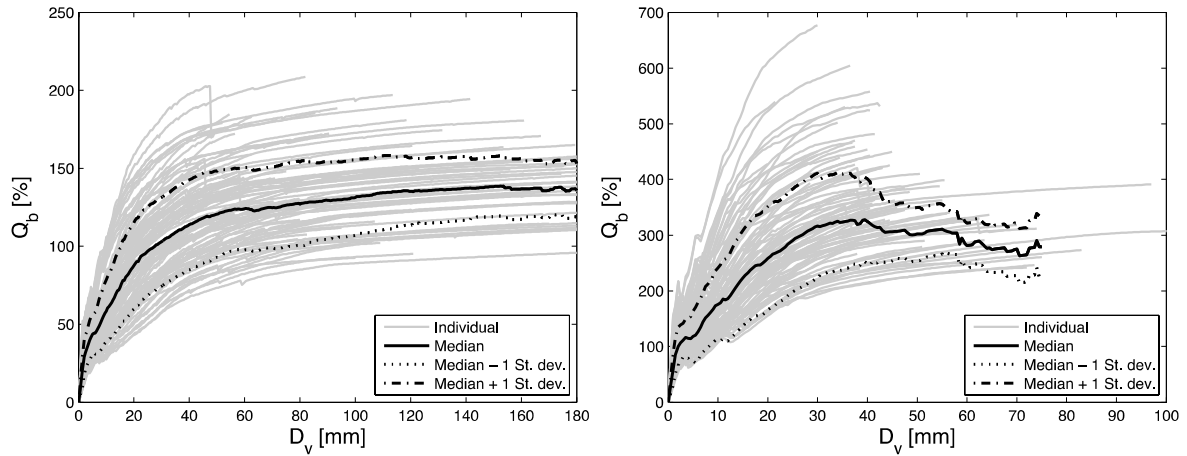 250
200
150
100
50
0
Q_b [%]
0 20 40 60 80 100 120 140 160 180
D_v [mm]
Individual
Median
Median − 1 St. dev.
Median + 1 St. dev.
700
600
500
400
300
200
100
0
Q_b [%]
0 10 20 30 40 50 60 70 80 90 100
D_v [mm]
Individual
Median
Median − 1 St. dev.
Median + 1 St. dev.